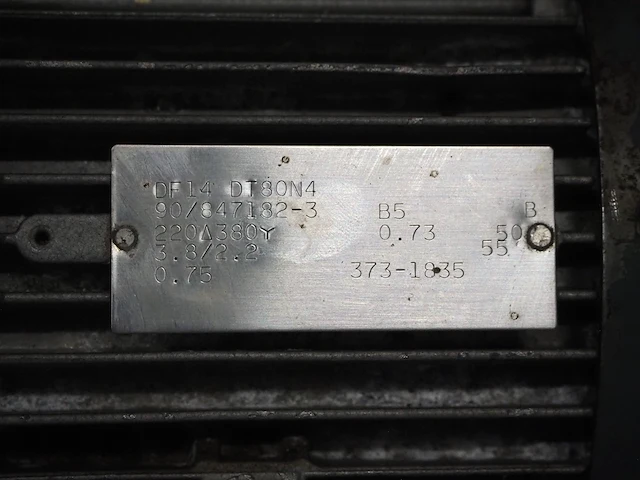 DF14 DT80N4
90/847182-3 B5 B
220Δ380Y 0.73 50
3.8/2.2 55
0.75 373-1835